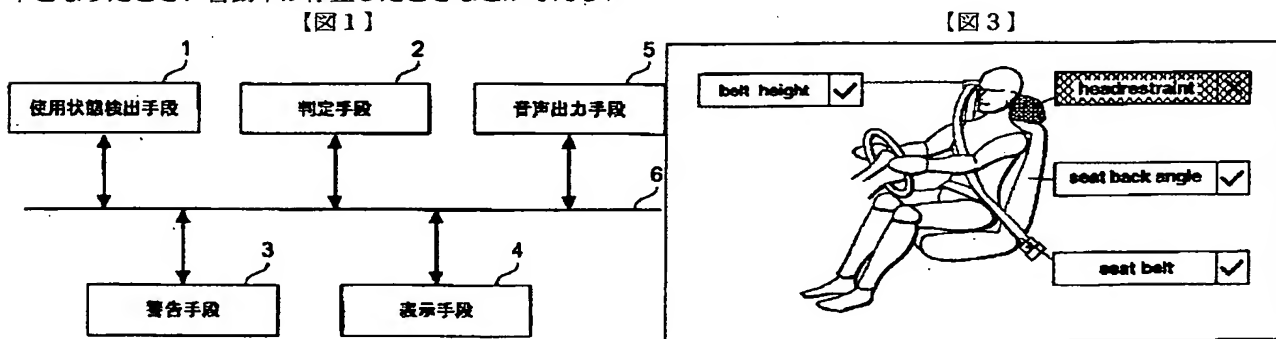 【図1】
【図3】
1
2
5
使用状態検出手段
判定手段
音声出力手段
6
3
4
警告手段
表示手段
belt height
headrestraint
seat back angle
seat belt